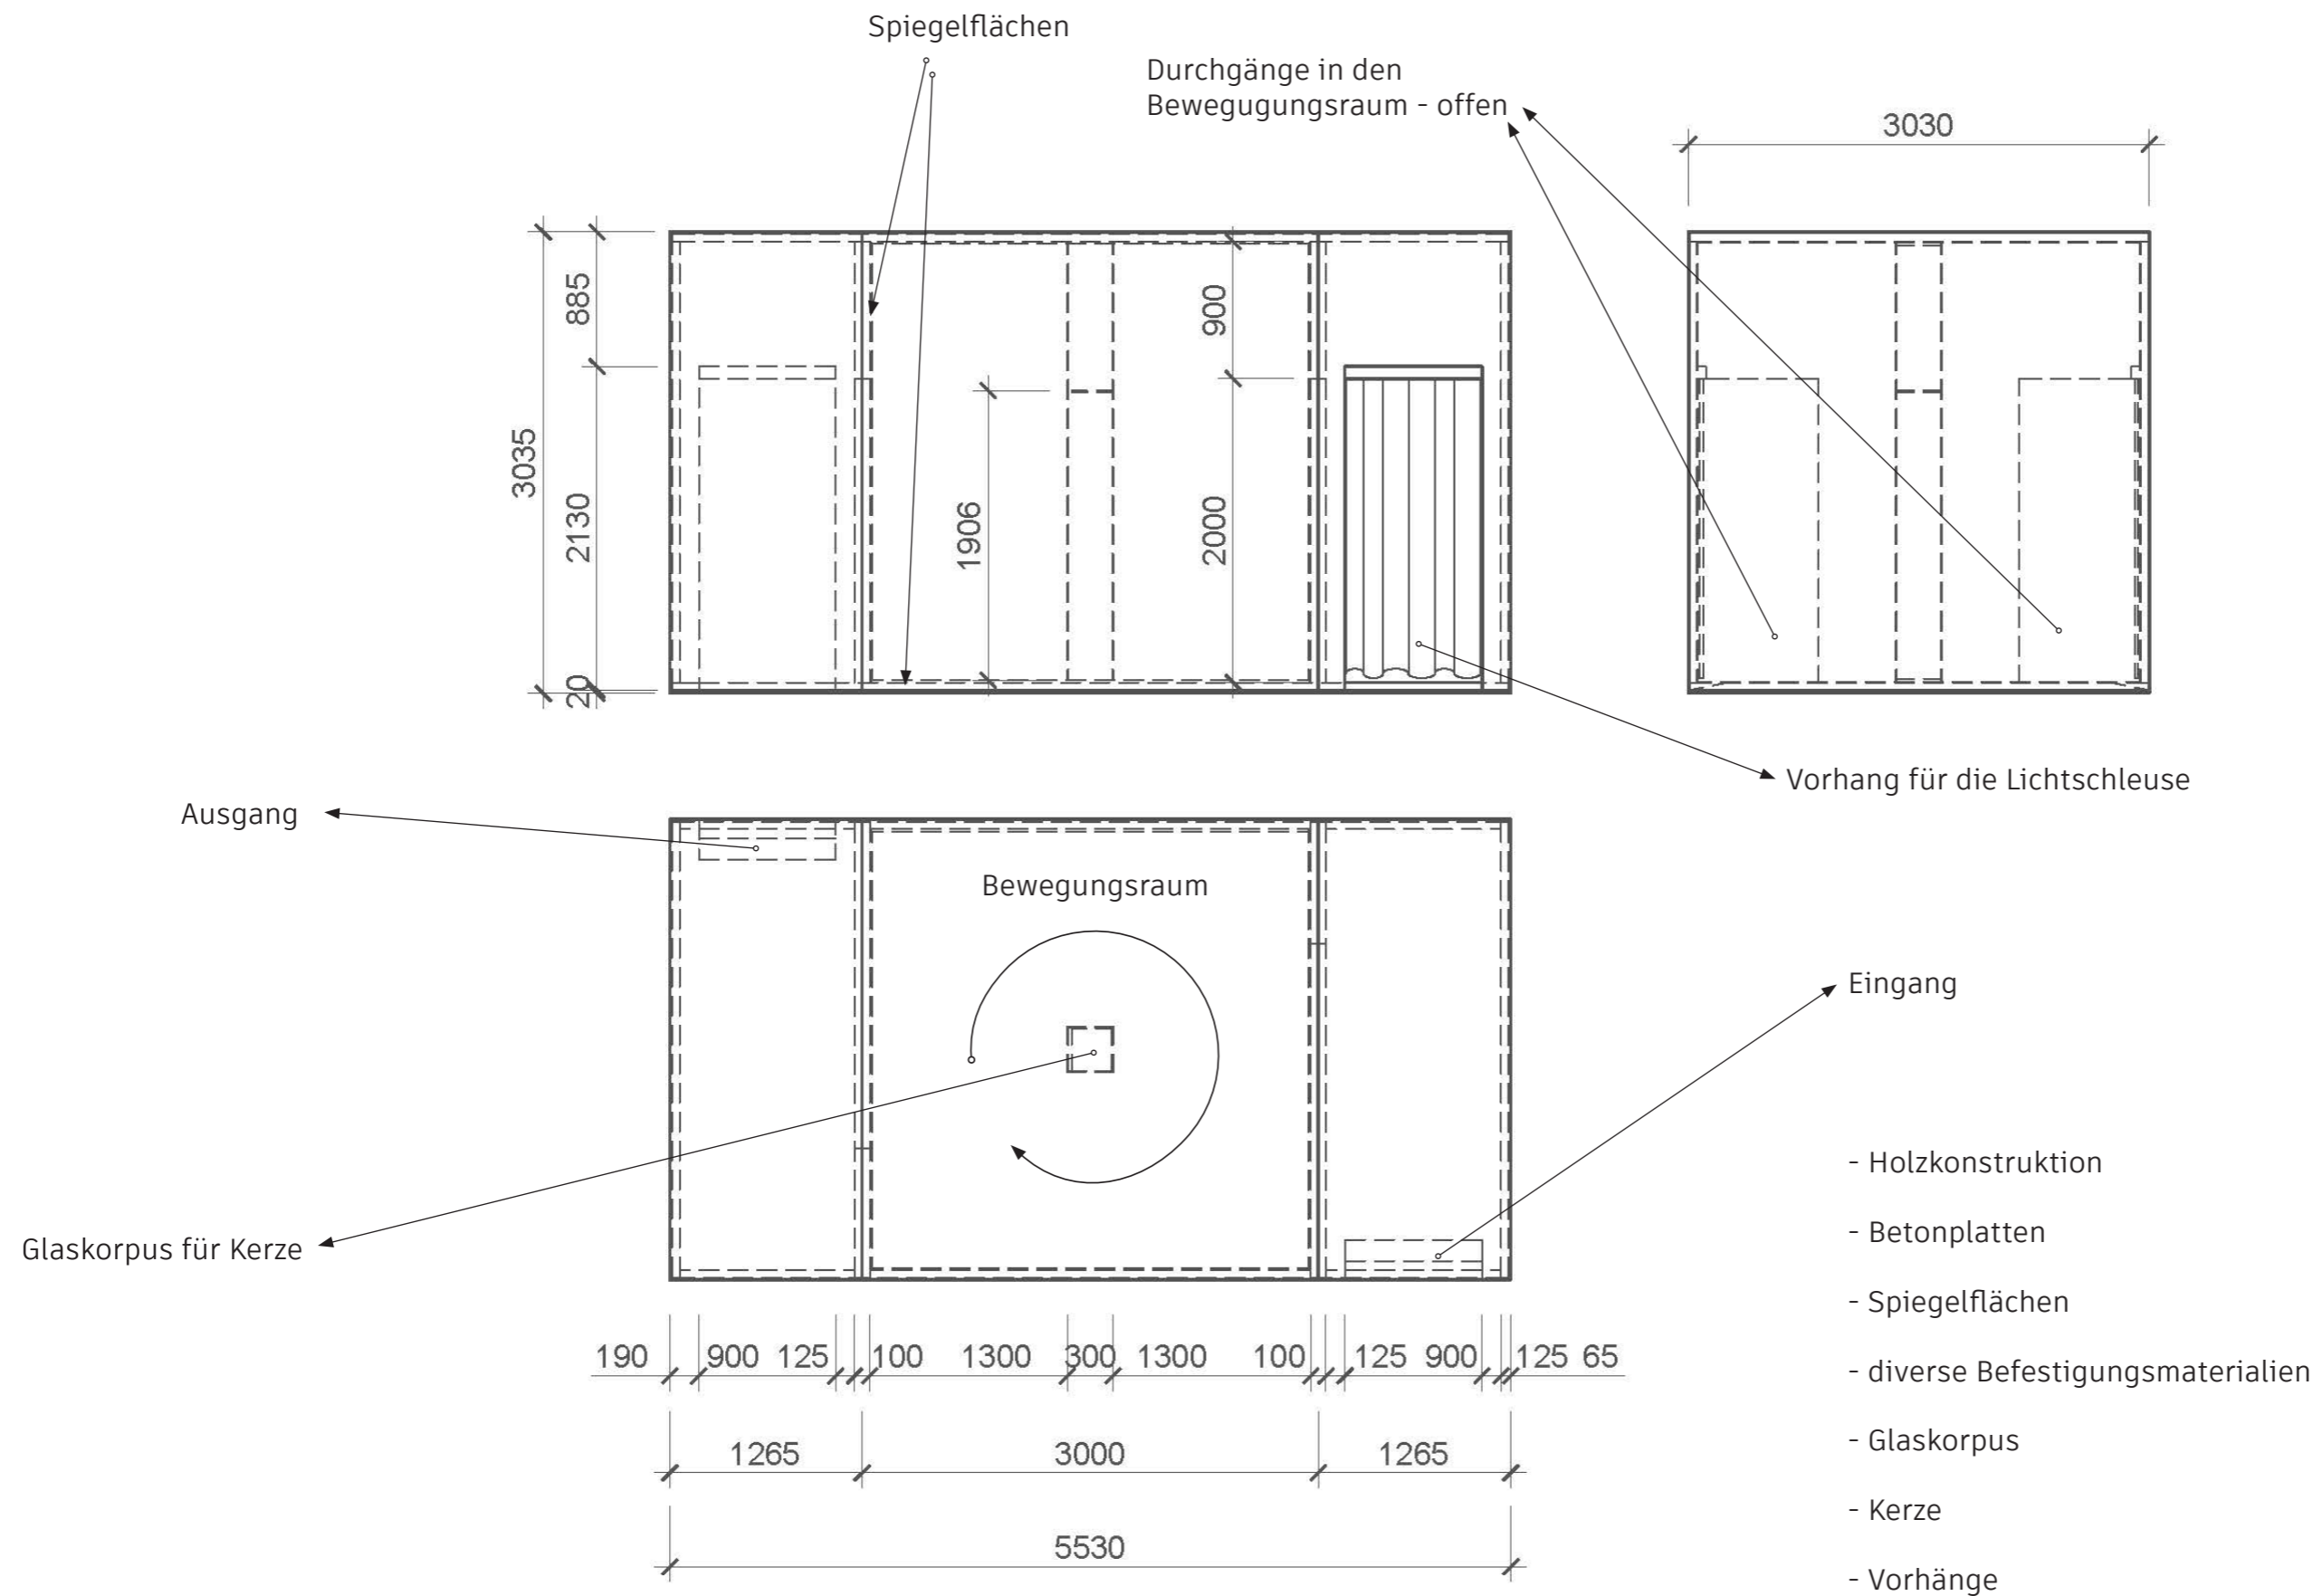 Spiegelflächen
Durchgänge in den
Bewegugungsraum - offen
3030
885
900
3035
2130
1906
2000
20
Vorhang für die Lichtschleuse
Ausgang
Bewegungsraum
Eingang
Glaskorpus für Kerze
- Holzkonstruktion
- Betonplatten
- Spiegelflächen
- diverse Befestigungsmaterialien
- Glaskorpus
- Kerze
- Vorhänge
190 900 125 100 1300 300 1300 100 125 900 125 65
1265 3000 1265
5530